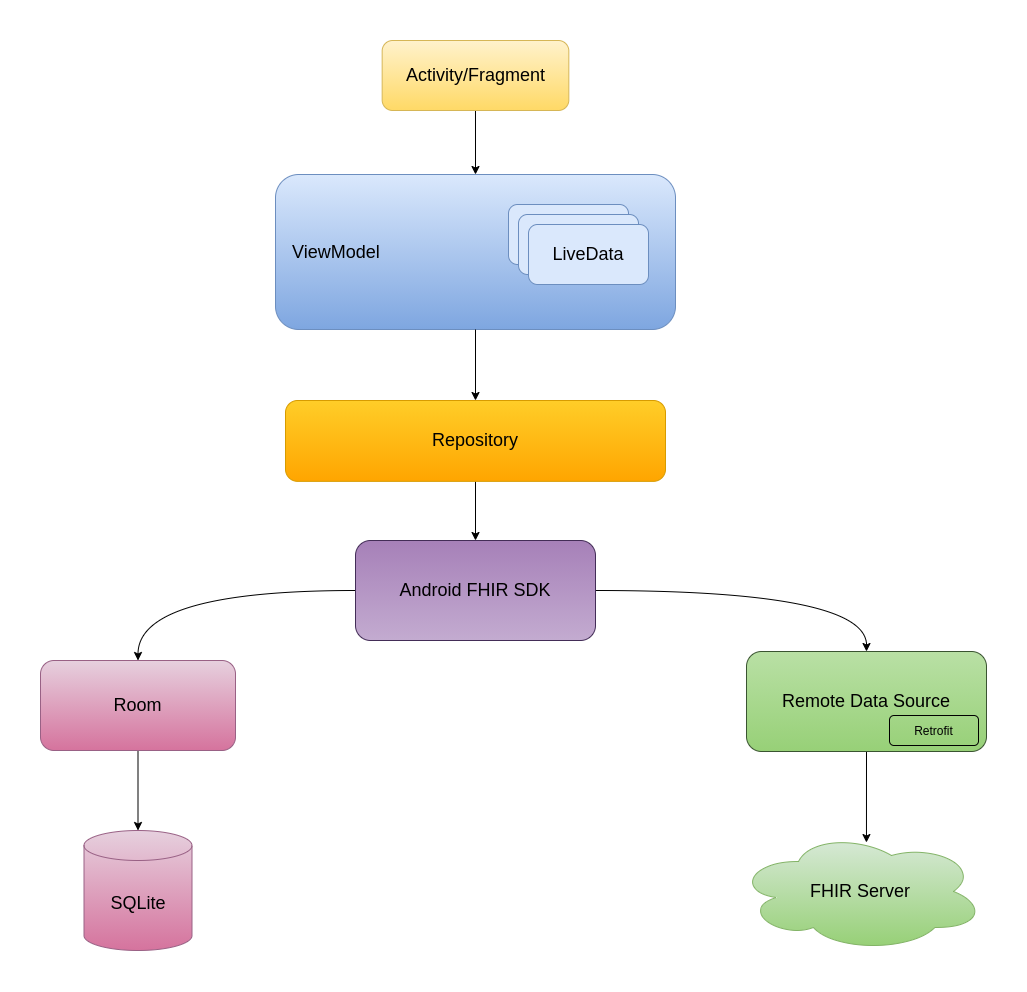 Activity/Fragment
ViewModel
LiveData
Repository
Android FHIR SDK
Room
Remote Data Source
Retrofit
SQLite
FHIR Server